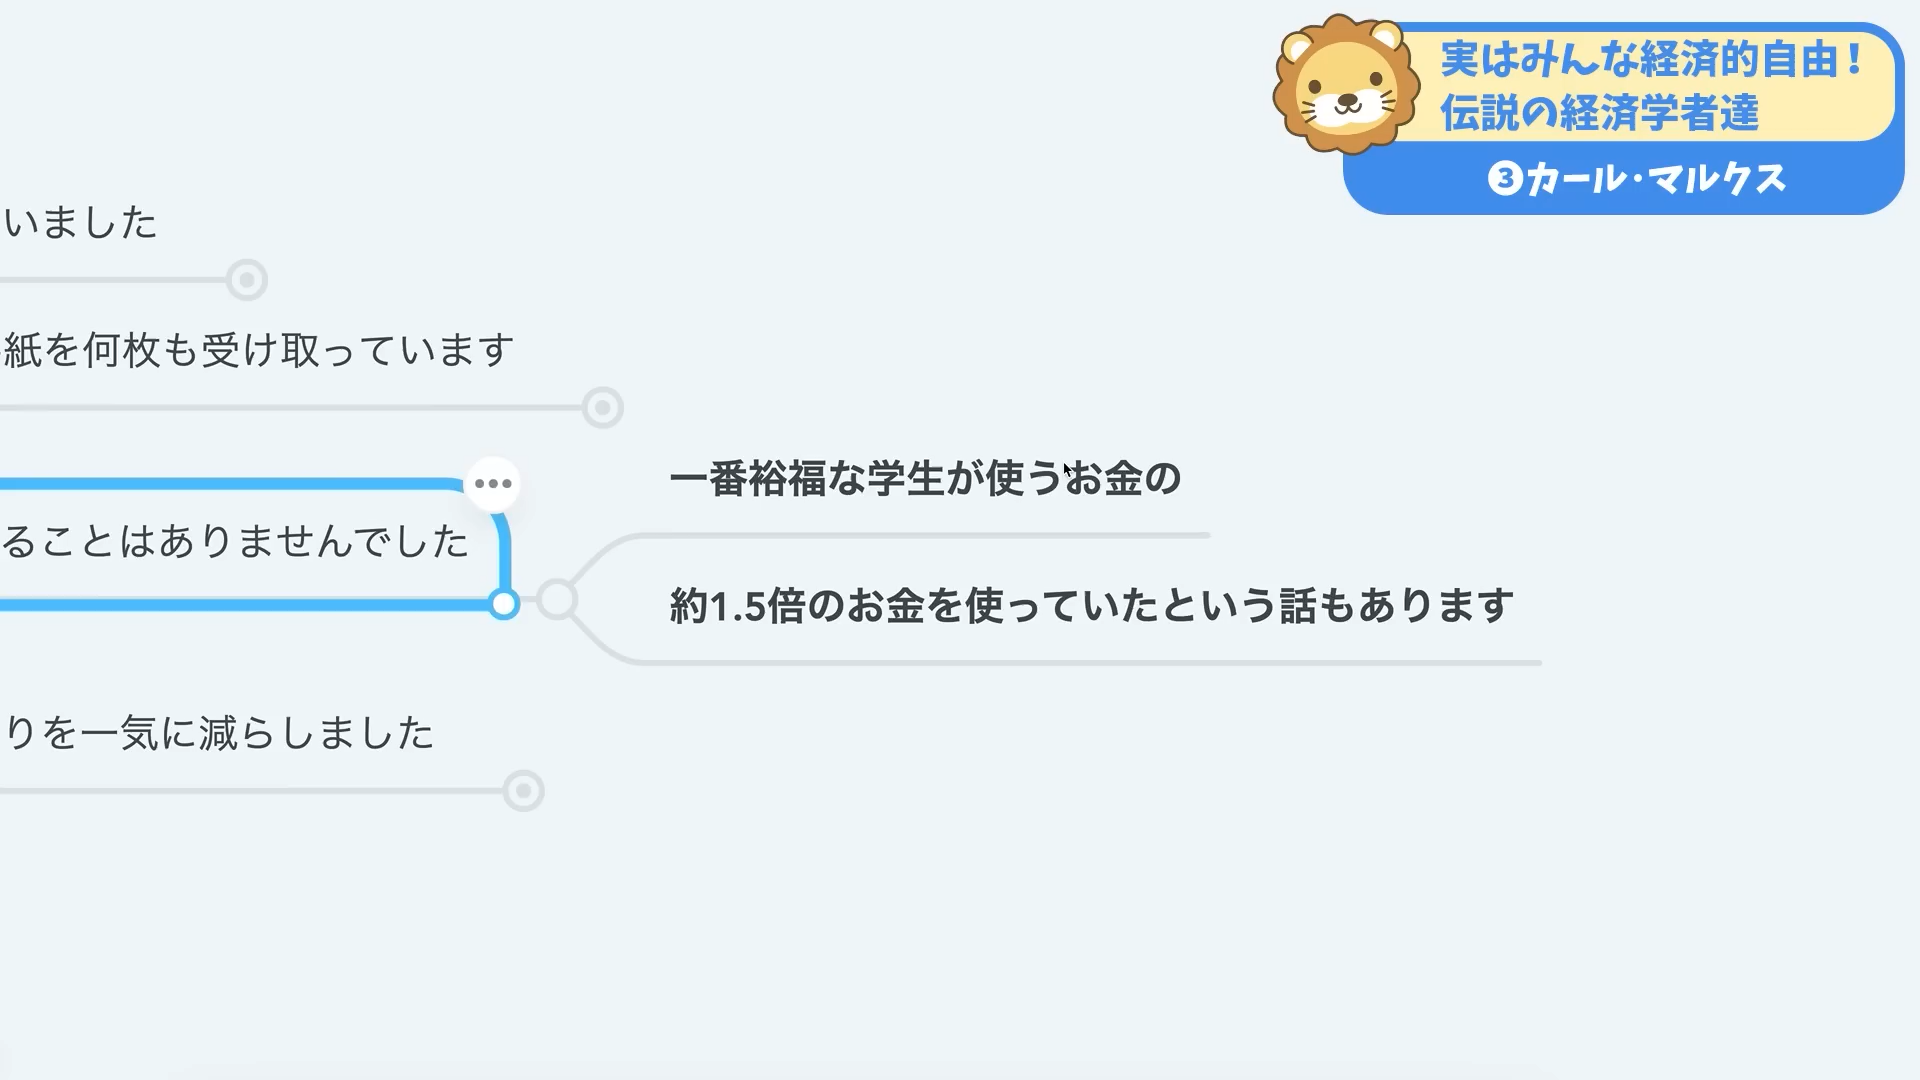 実はみんな経済的自由！
伝説の経済学者達
❸カール・マルクス
いました
紙を何枚も受け取っています
一番裕福な学生が使うお金の
ることはありませんでした
約1.5倍のお金を使っていたという話もあります
りを一気に減らしました